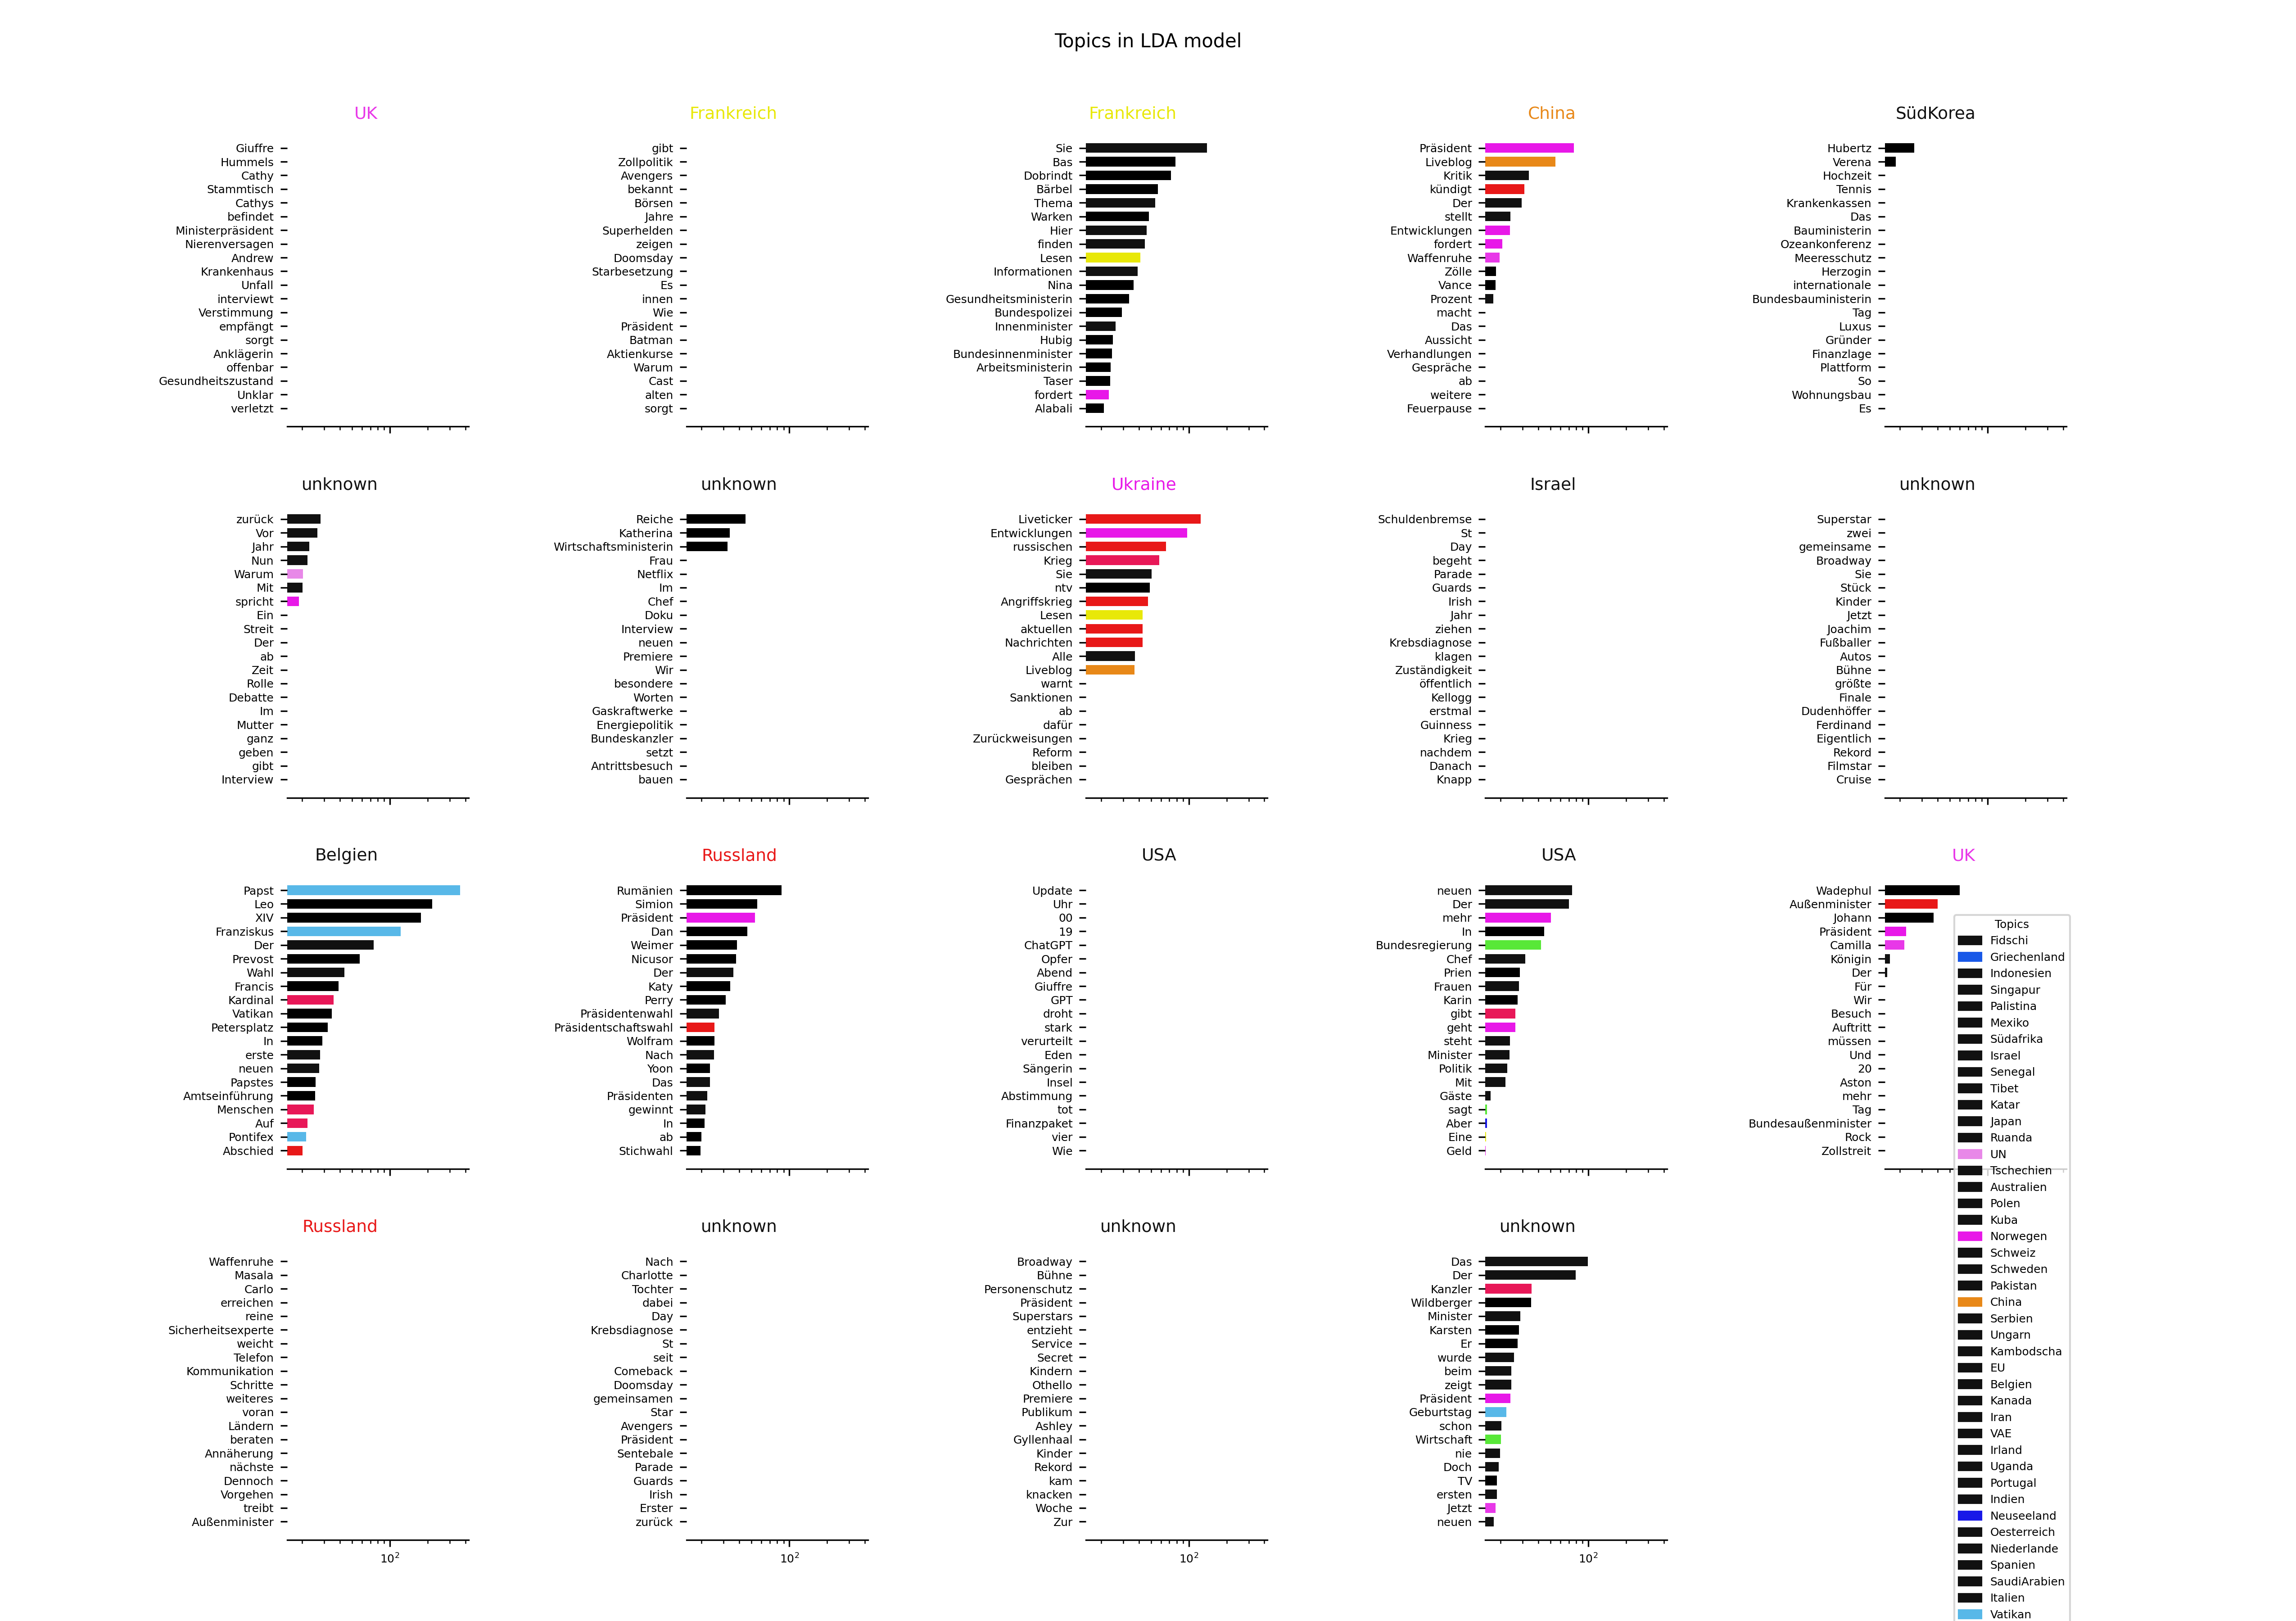 Topics in LDA model
UK
Giuffre
Hummels
Cathy
Stammtisch
Cathys
befindet
Ministerpräsident
Nierenversagen
Andrew
Krankenhaus
Unfall
interviewt
Verstimmung
empfängt
sorgt
Anklägerin
offenbar
Gesundheitszustand
Unklar
verletzt
Frankreich
gibt
Zollpolitik
Avengers
bekannt
Börsen
Jahre
Superhelden
zeigen
Doomsday
Starbesetzung
Es
innen
Wie
Präsident
Batman
Aktienkurse
Warum
Cast
alten
sorgt
Frankreich
Sie
Bas
Dobrindt
Bärbel
Thema
Warken
Hier
finden
Lesen
Informationen
Nina
Gesundheitsministerin
Bundespolizei
Innenminister
Hubig
Bundesinnenminister
Arbeitsministerin
Taser
fordert
Alabali
China
Präsident
Liveblog
Kritik
kündigt
Der
stellt
Entwicklungen
fordert
Waffenruhe
Zölle
Vance
Prozent
macht
Das
Aussicht
Verhandlungen
Gespräche
ab
weitere
Feuerpause
SüdKorea
Hubertz
Verena
Hochzeit
Tennis
Krankenkassen
Das
Bauministerin
Ozeankonferenz
Meeresschutz
Herzogin
internationale
Bundesbauministerin
Tag
Luxus
Gründer
Finanzlage
Plattform
So
Wohnungsbau
Es
unknown
zurück
Vor
Jahr
Nun
Warum
Mit
spricht
Ein
Streit
Der
ab
Zeit
Rolle
Debatte
Im
Mutter
ganz
geben
gibt
Interview
unknown
Reiche
Katherina
Wirtschaftsministerin
Frau
Netflix
Im
Chef
Doku
Interview
neuen
Premiere
Wir
besondere
Worten
Gaskraftwerke
Energiepolitik
Bundeskanzler
setzt
Antrittsbesuch
bauen
Ukraine
Liveticker
Entwicklungen
russischen
Krieg
Sie
ntv
Angriffskrieg
Lesen
aktuellen
Nachrichten
Alle
Liveblog
warnt
Sanktionen
ab
dafür
Zurückweisungen
Reform
bleiben
Gesprächen
Israel
Schuldenbremse
St
Day
begeht
Parade
Guards
Irish
Jahr
ziehen
Krebsdiagnose
klagen
Zuständigkeit
öffentlich
Kellogg
erstmal
Guinness
Krieg
nachdem
Danach
Knapp
unknown
Superstar
zwei
gemeinsame
Broadway
Sie
Stück
Kinder
Jetzt
Joachim
Fußballer
Autos
Bühne
größte
Finale
Dudenhöffer
Ferdinand
Eigentlich
Rekord
Filmstar
Cruise
Belgien
Papst
Leo
XIV
Franziskus
Der
Prevost
Wahl
Francis
Kardinal
Vatikan
Petersplatz
In
erste
neuen
Papstes
Amtseinführung
Menschen
Auf
Pontifex
Abschied
Russland
Rumänien
Simion
Präsident
Dan
Weimer
Nicusor
Der
Katy
Perry
Präsidentenwahl
Präsidentschaftswahl
Wolfram
Nach
Yoon
Das
Präsidenten
gewinnt
In
ab
Stichwahl
USA
Update
Uhr
00
19
ChatGPT
Opfer
Abend
Giuffre
GPT
droht
stark
verurteilt
Eden
Sängerin
Insel
Abstimmung
tot
Finanzpaket
vier
Wie
USA
neuen
Der
mehr
In
Bundesregierung
Chef
Prien
Frauen
Karin
gibt
geht
steht
Minister
Politik
Mit
Gäste
sagt
Aber
Eine
Geld
UK
Wadephul
Außenminister
Johann
Präsident
Camilla
Königin
Der
Für
Wir
Besuch
Auftritt
müssen
Und
20
Aston
mehr
Tag
Bundesaußenminister
Rock
Zollstreit
Russland
Waffenruhe
Masala
Carlo
erreichen
reine
Sicherheitsexperte
weicht
Telefon
Kommunikation
Schritte
weiteres
voran
Ländern
beraten
Annäherung
nächste
Dennoch
Vorgehen
treibt
Außenminister
10²
unknown
Nach
Charlotte
Tochter
dabei
Day
Krebsdiagnose
St
seit
Comeback
Doomsday
gemeinsamen
Star
Avengers
Präsident
Sentebale
Parade
Guards
Irish
Erster
zurück
10²
unknown
Broadway
Bühne
Personenschutz
Präsident
Superstars
entzieht
Service
Secret
Kindern
Othello
Premiere
Publikum
Ashley
Gyllenhaal
Kinder
Rekord
kam
knacken
Woche
Zur
10²
unknown
Das
Der
Kanzler
Wildberger
Minister
Karsten
Er
wurde
beim
zeigt
Präsident
Geburtstag
schon
Wirtschaft
nie
Doch
TV
ersten
Jetzt
neuen
10²
Topics
Fidschi
Griechenland
Indonesien
Singapur
Palistina
Mexiko
Südafrika
Israel
Senegal
Tibet
Katar
Japan
Ruanda
UN
Tschechien
Australien
Polen
Kuba
Norwegen
Schweiz
Schweden
Pakistan
China
Serbien
Ungarn
Kambodscha
EU
Belgien
Kanada
Iran
VAE
Irland
Uganda
Portugal
Indien
Neuseeland
Oesterreich
Niederlande
Spanien
SaudiArabien
Italien
Vatikan